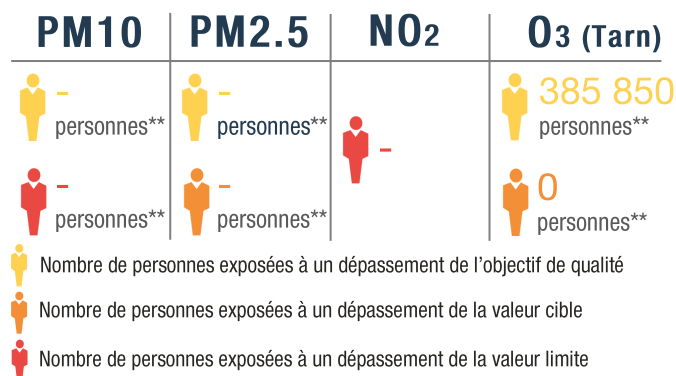 PM10 PM2.5 NO2 O3 (Tarn)
- - 385 850
personnes** personnes** personnes**
-
- - 0
personnes** personnes** personnes**
Nombre de personnes exposées à un dépassement de l'objectif de qualité
Nombre de personnes exposées à un dépassement de la valeur cible
Nombre de personnes exposées à un dépassement de la valeur limite